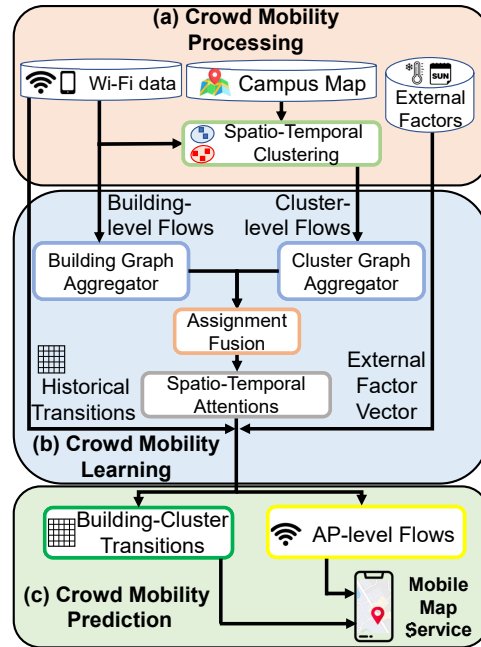 (a) Crowd Mobility
Processing
Wi-Fi data
Campus Map
SUN
External
Factors
Spatio-Temporal
Clustering
Building-
level Flows
Cluster-
level Flows
Building Graph
Aggregator
Cluster Graph
Aggregator
Assignment
Fusion
Historical
Transitions
Spatio-Temporal
Attentions
External
Factor
Vector
(b) Crowd Mobility
Learning
Building-Cluster
Transitions
AP-level Flows
(c) Crowd Mobility
Prediction
Mobile
Map
Service